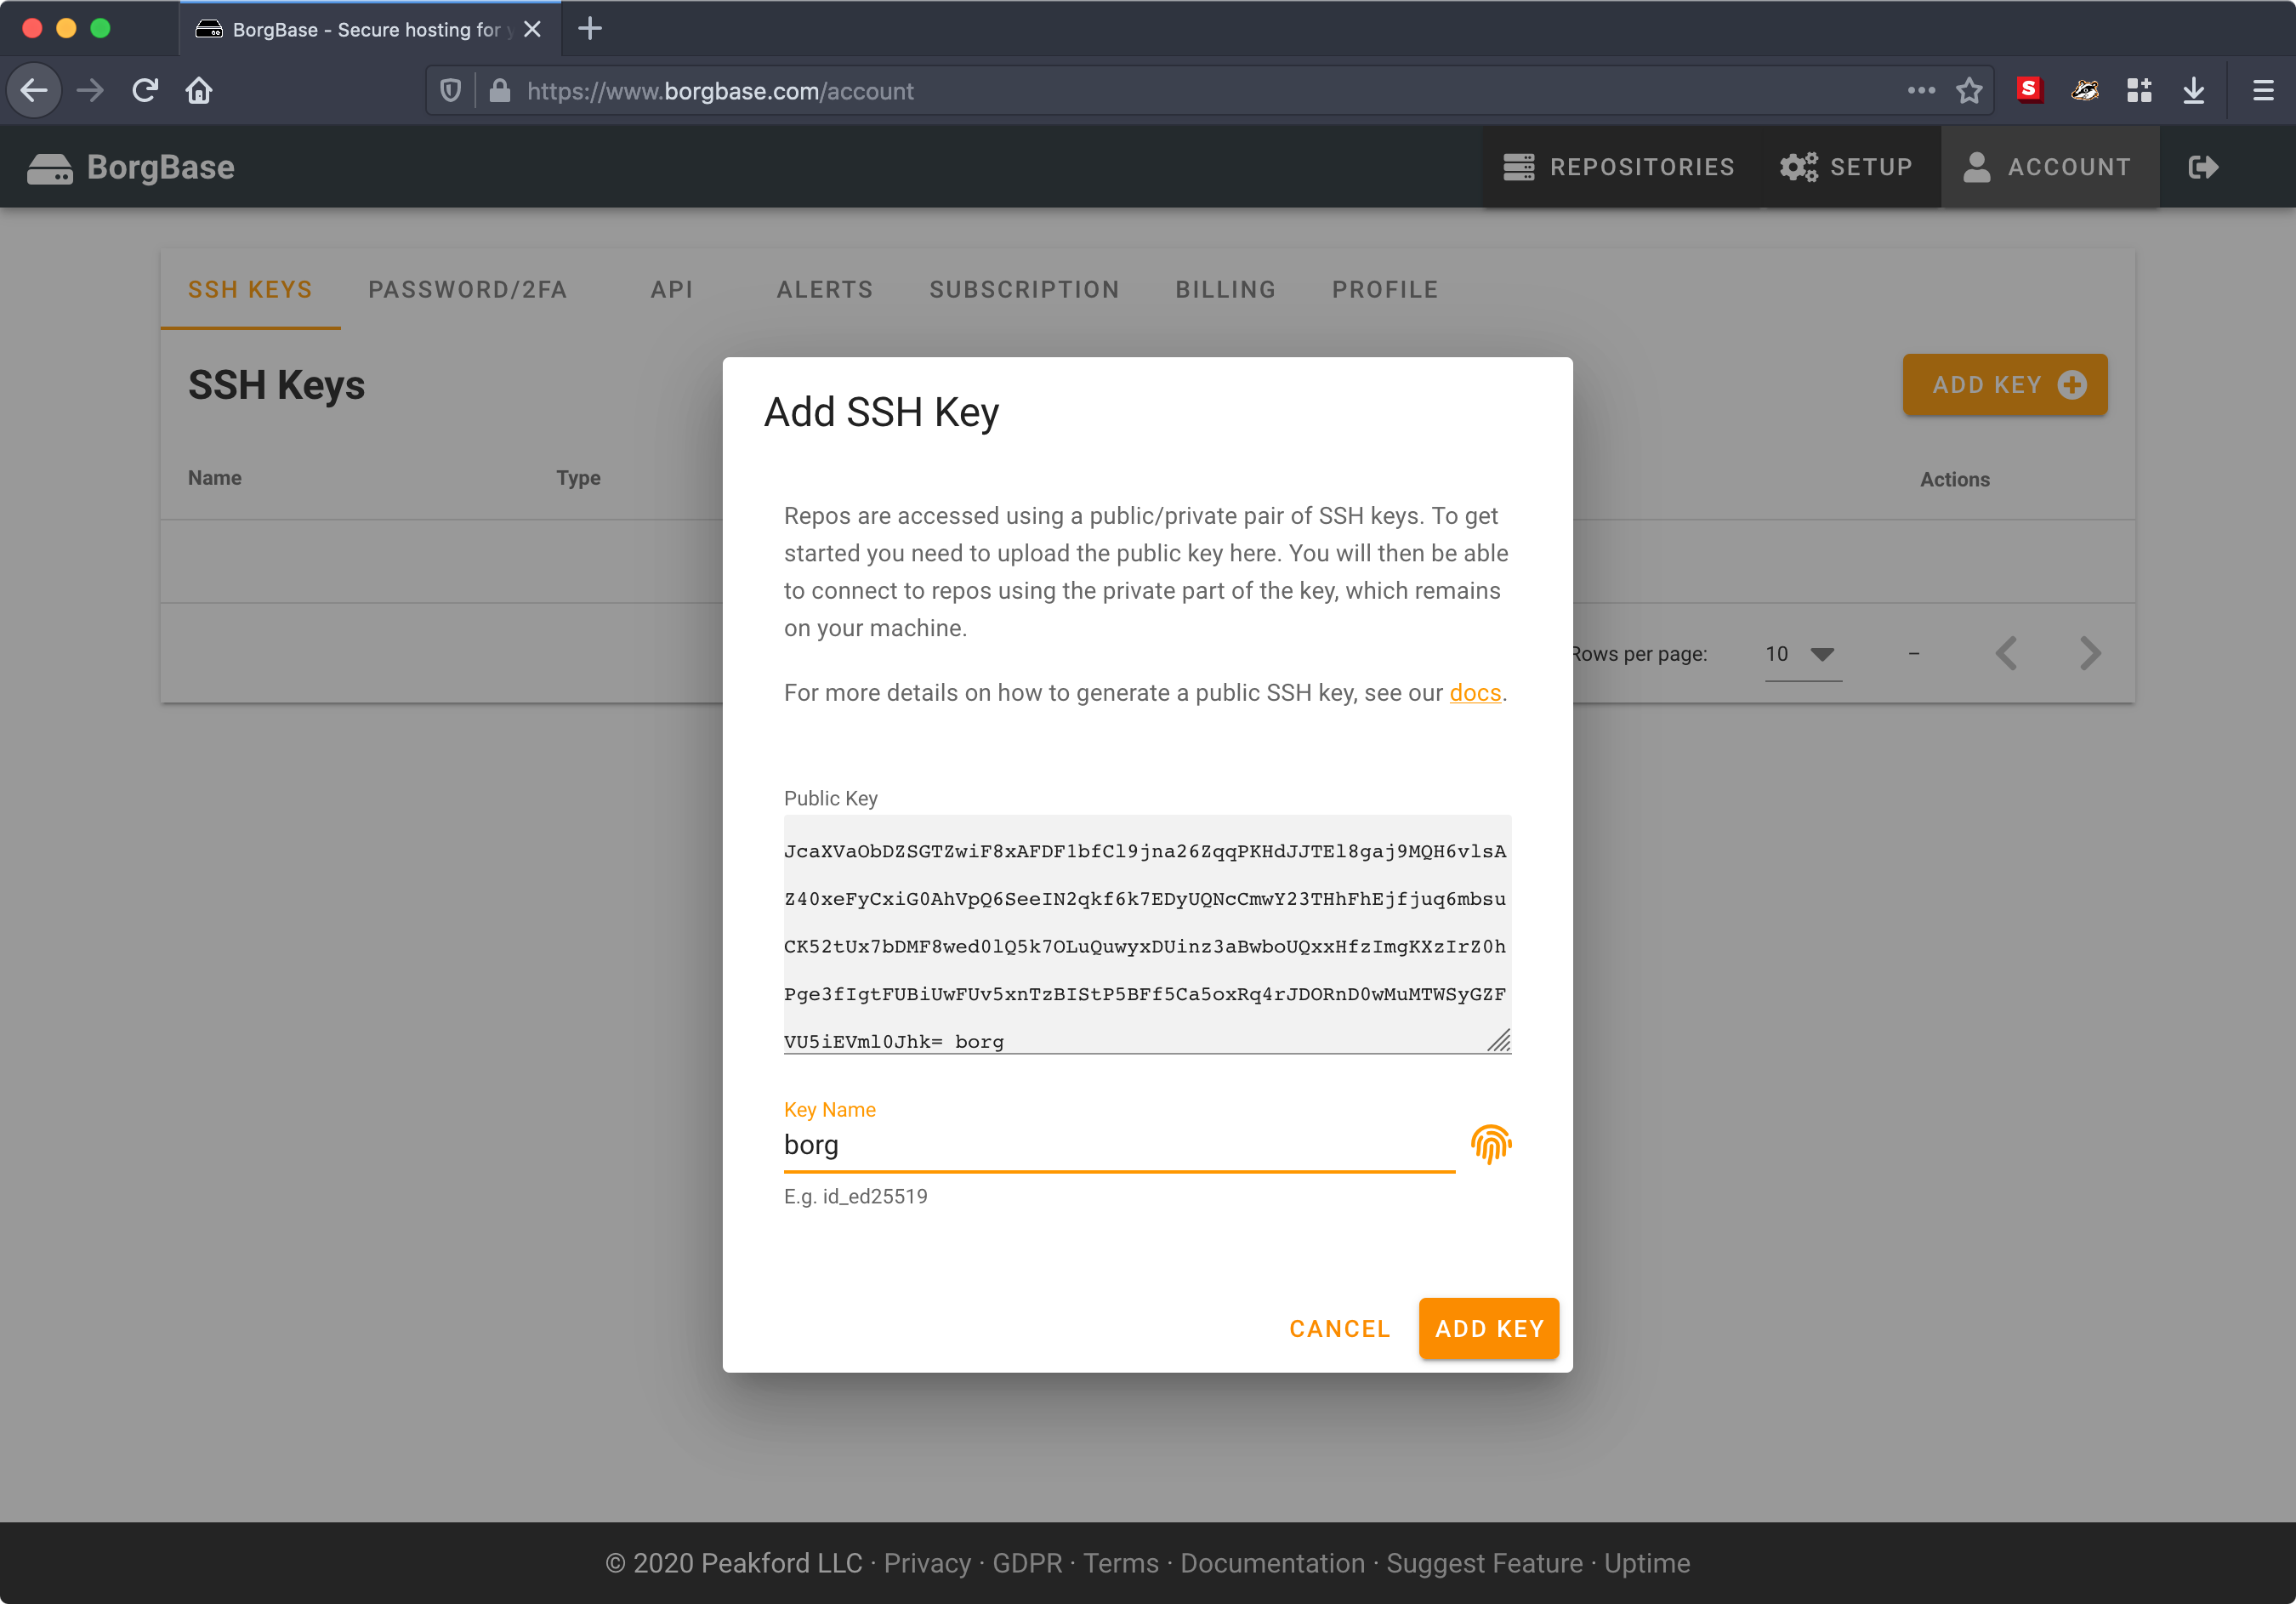 BorgBase - Secure hosting for y
https://www.borgbase.com/account
BorgBase
REPOSITORIES
SETUP
ACCOUNT
SSH KEYS
PASSWORD/2FA
API
ALERTS
SUBSCRIPTION
BILLING
PROFILE
SSH Keys
ADD KEY
Name
Type
Actions
Rows per page:
10
–
Add SSH Key
Repos are accessed using a public/private pair of SSH keys. To get
started you need to upload the public key here. You will then be able
to connect to repos using the private part of the key, which remains
on your machine.
For more details on how to generate a public SSH key, see our docs.
Public Key
JcaXVaObDZSGTZwiF8xAFDF1bfCl9jna26ZqqPKHdJJTEl8gaj9MQH6vlsA
Z40xeFyCxiG0AhVpQ6SeeIN2qkf6k7EDyUQNcCmwY23THhFhEjfjuq6mbsu
CK52tUx7bDMF8wed0lQ5k7OLuQuwyxDUinz3aBwboUQxxHfzImgKXzIrZ0h
Pge3fIgtFUBiUwFUv5xnTzBIStP5BFf5Ca5oxRq4rJDORnD0wMuMTWSyGZF
VU5iEVml0Jhk= borg
Key Name
borg
E.g. id_ed25519
CANCEL
ADD KEY
© 2020 Peakford LLC · Privacy · GDPR · Terms · Documentation · Suggest Feature · Uptime